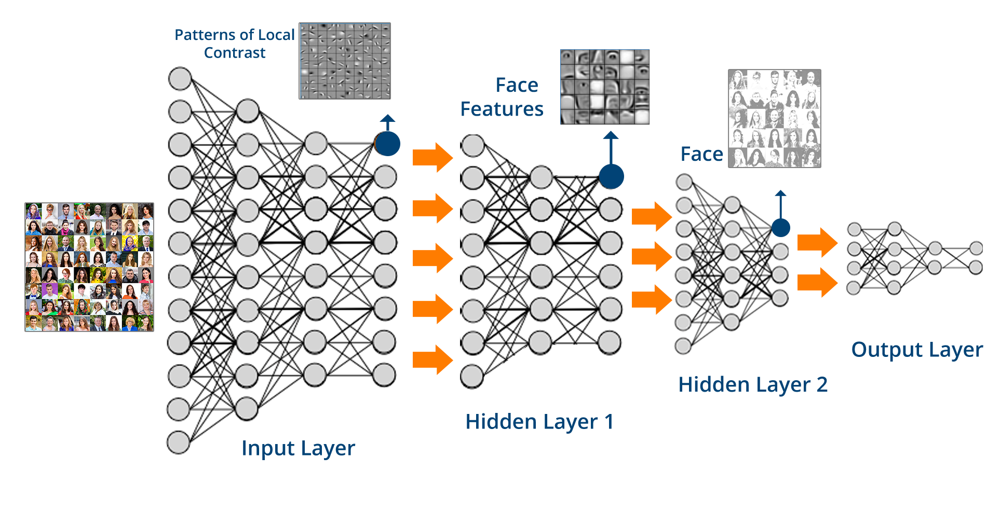 Patterns of Local
Contrast
Face
Features
Face
Input Layer
Hidden Layer 1
Hidden Layer 2
Output Layer